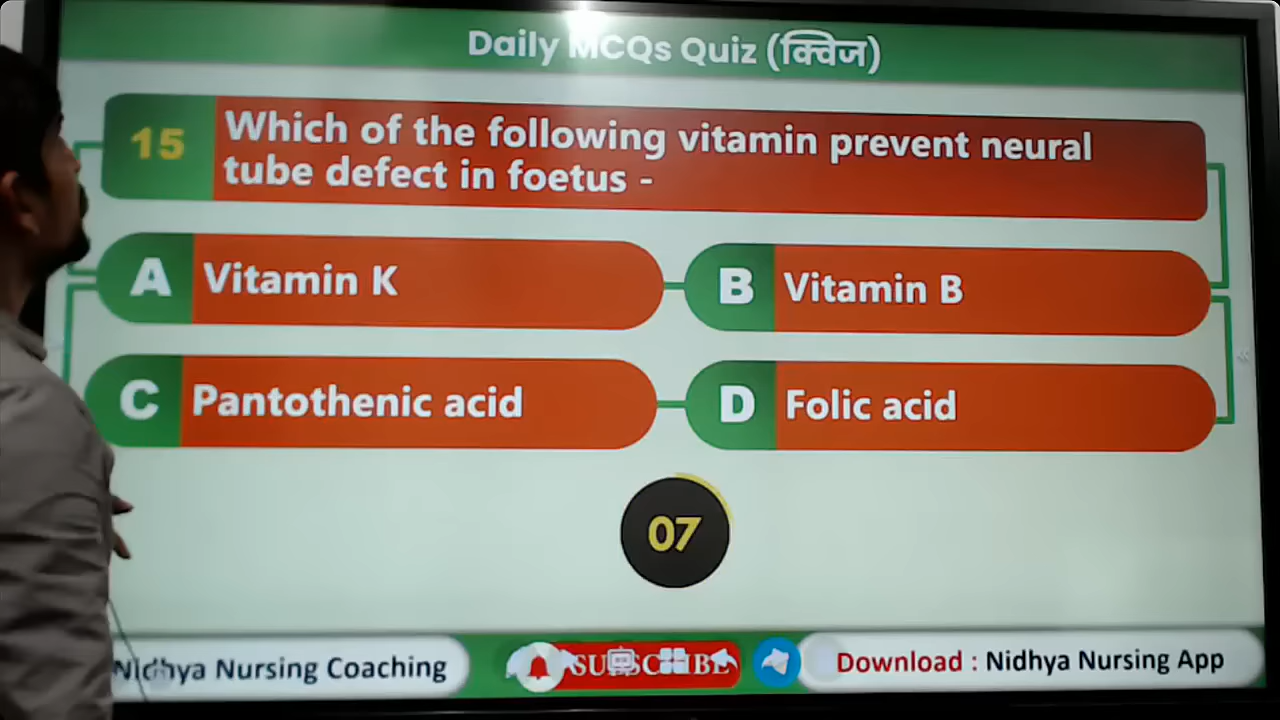 Daily MCQs Quiz (क्विज)
15
Which of the following vitamin prevent neural
tube defect in foetus -
A Vitamin K
B Vitamin B
C Pantothenic acid
D Folic acid
07
Nidhya Nursing Coaching
SUBSCRIBE
Download : Nidhya Nursing App